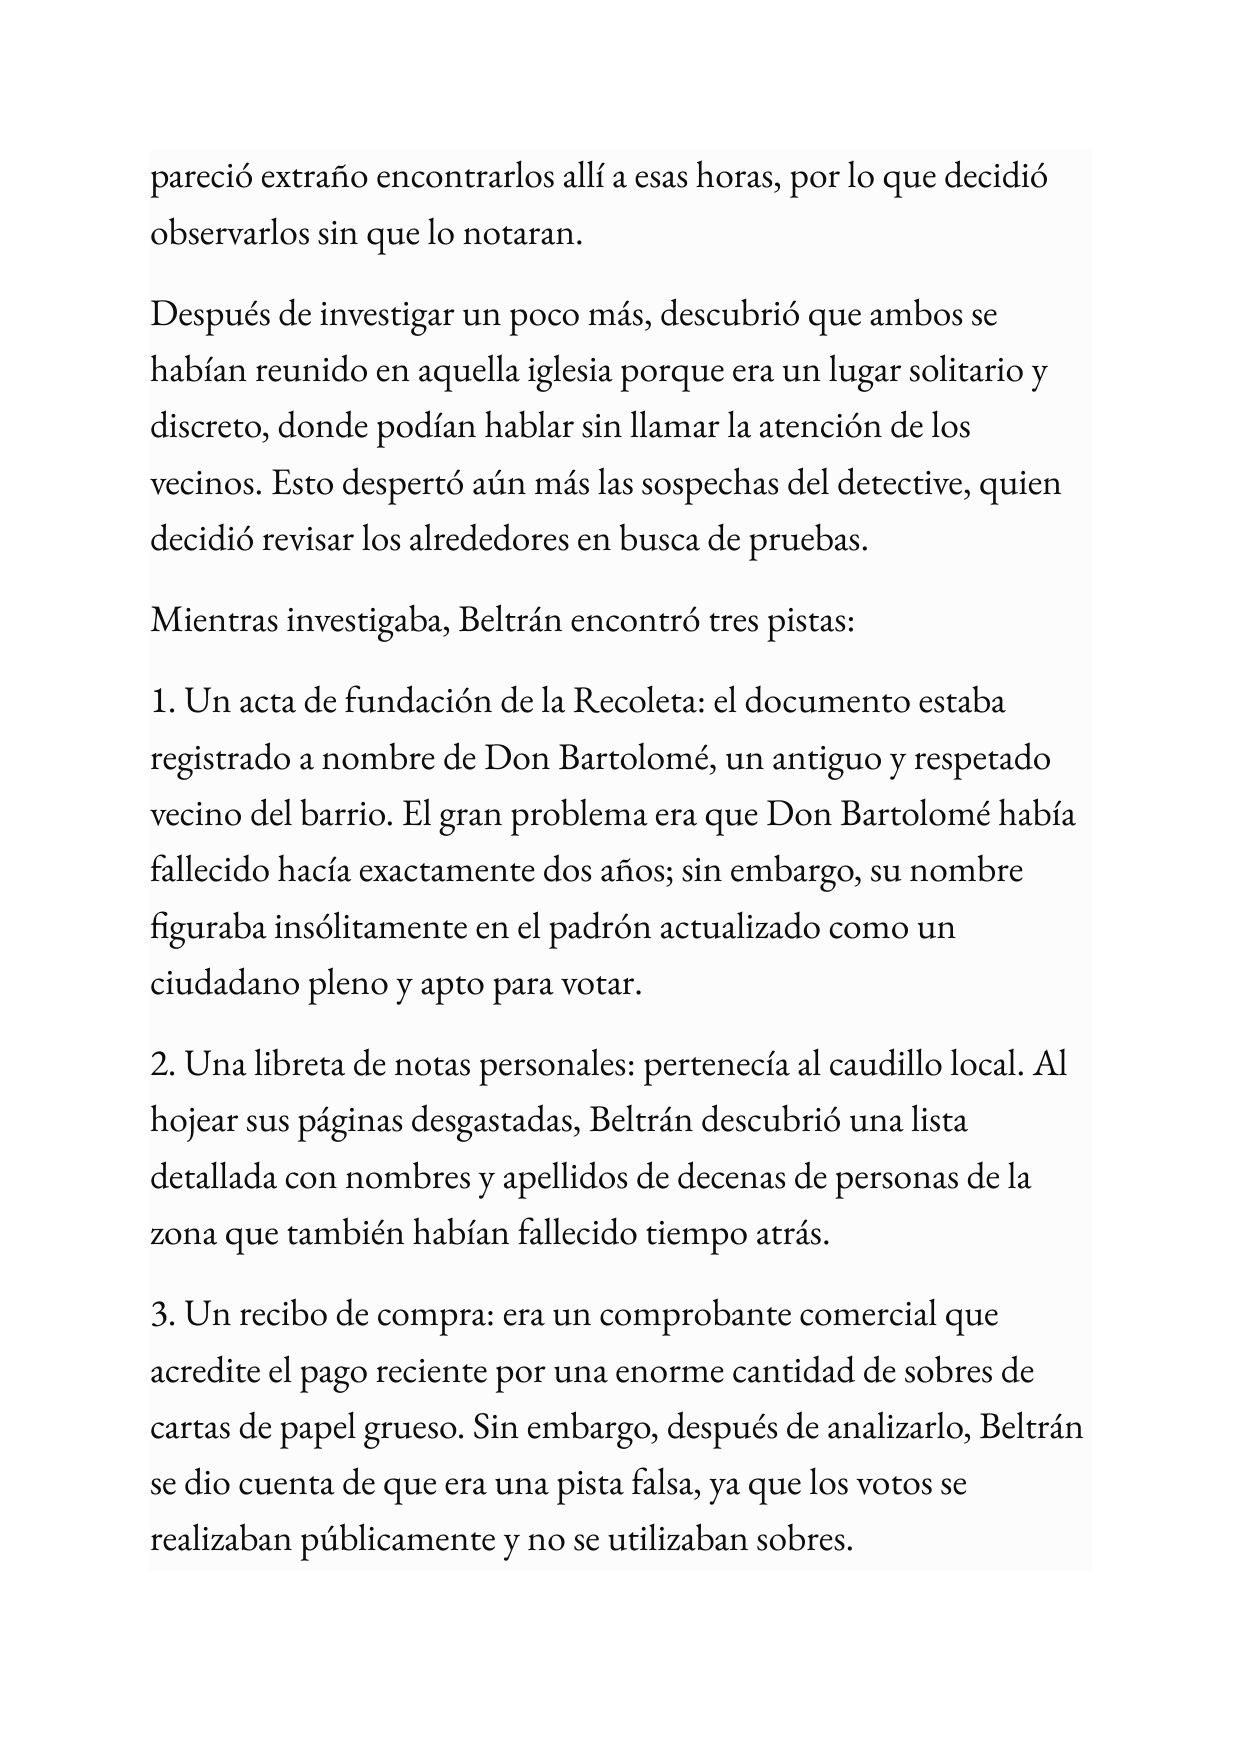 pareció extraño encontrarlos allí a esas horas, por lo que decidió
observarlos sin que lo notaran.
Después de investigar un poco más, descubrió que ambos se
habían reunido en aquella iglesia porque era un lugar solitario y
discreto, donde podían hablar sin llamar la atención de los
vecinos. Esto despertó aún más las sospechas del detective, quien
decidió revisar los alrededores en busca de pruebas.
Mientras investigaba, Beltrán encontró tres pistas:
1. Un acta de fundación de la Recoleta: el documento estaba
registrado a nombre de Don Bartolomé, un antiguo y respetado
vecino del barrio. El gran problema era que Don Bartolomé había
fallecido hacía exactamente dos años; sin embargo, su nombre
figuraba insólitamente en el padrón actualizado como un
ciudadano pleno y apto para votar.
2. Una libreta de notas personales: pertenecía al caudillo local. Al
hojear sus páginas desgastadas, Beltrán descubrió una lista
detallada con nombres y apellidos de decenas de personas de la
zona que también habían fallecido tiempo atrás.
3. Un recibo de compra: era un comprobante comercial que
acredite el pago reciente por una enorme cantidad de sobres de
cartas de papel grueso. Sin embargo, después de analizarlo, Beltrán
se dio cuenta de que era una pista falsa, ya que los votos se
realizaban públicamente y no se utilizaban sobres.